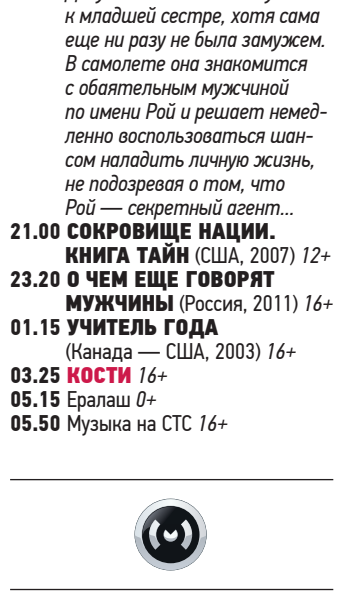 к младшей сестре, хотя сама
еще ни разу не была замужем.
В самолете она знакомится
с обаятельным мужчиной
по имени Рой и решает немед-
ленно воспользоваться шан-
сом наладить личную жизнь,
не подозревая о том, что
Рой — секретный агент...
21.00 СОКРОВИЩЕ НАЦИИ.
КНИГА ТАЙН (США, 2007) 12+
23.20 О ЧЕМ ЕЩЕ ГОВОРЯТ
МУЖЧИНЫ (Россия, 2011) 16+
01.15 УЧИТЕЛЬ ГОДА
(Канада — США, 2003) 16+
03.25 КОСТИ 16+
05.15 Ералаш 0+
05.50 Музыка на СТС 16+